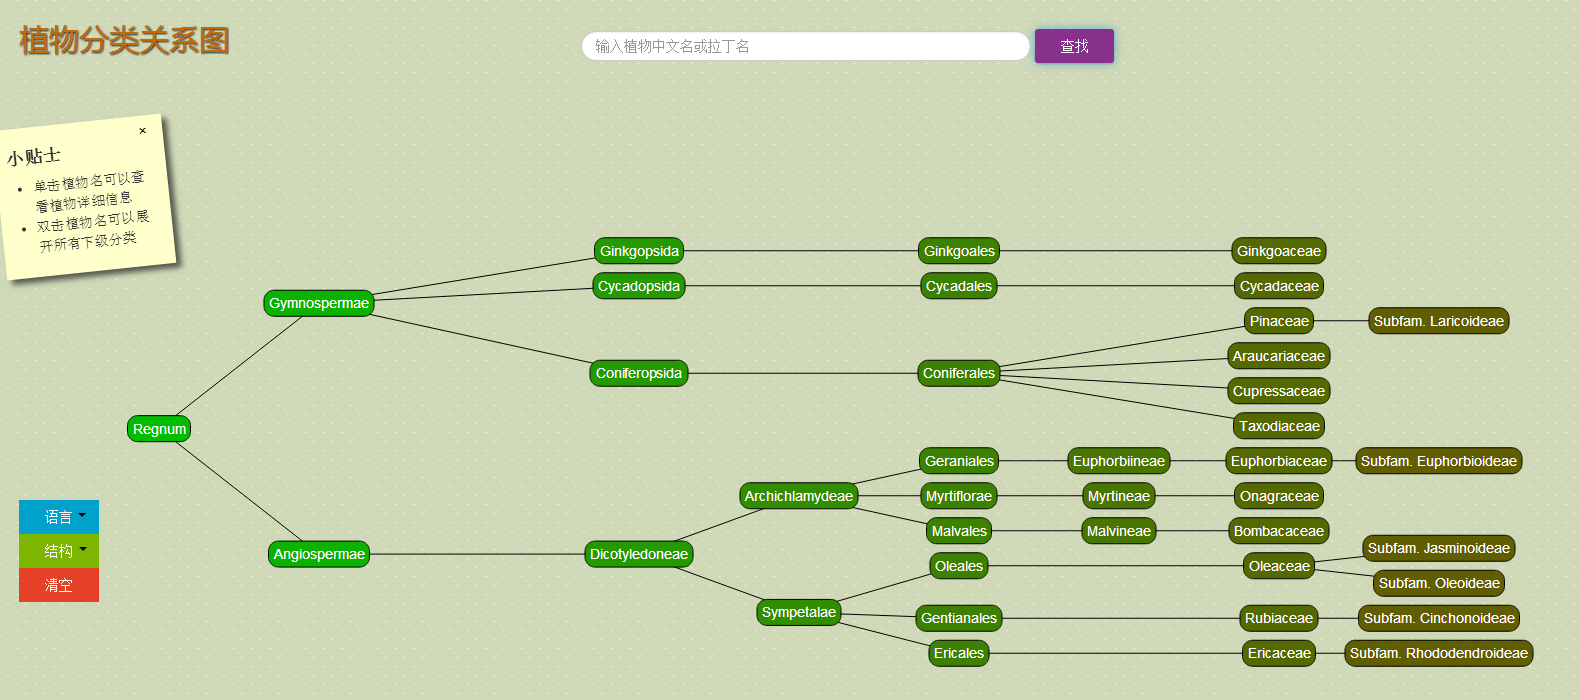 植物分类关系图
输入植物中文名或拉丁名
查找
×
小贴士
单击植物名可以查
看植物详细信息
双击植物名可以展
开所有下级分类
Ginkgopsida
Ginkgoales
Ginkgoaceae
Cycadopsida
Cycadales
Cycadaceae
Gymnospermae
Pinaceae
Subfam. Laricoideae
Araucariaceae
Coniferopsida
Coniferales
Cupressaceae
Taxodiaceae
Regnum
Geraniales
Euphorbiineae
Euphorbiaceae
Subfam. Euphorbioideae
Archichlamydeae
Myrtiflorae
Myrtineae
Onagraceae
Malvales
Malvineae
Bombacaceae
Angiospermae
Dicotyledoneae
Subfam. Jasminoideae
Oleales
Oleaceae
Subfam. Oleoideae
Sympetalae
Gentianales
Rubiaceae
Subfam. Cinchonoideae
Ericales
Ericaceae
Subfam. Rhododendroideae
语言
结构
清空